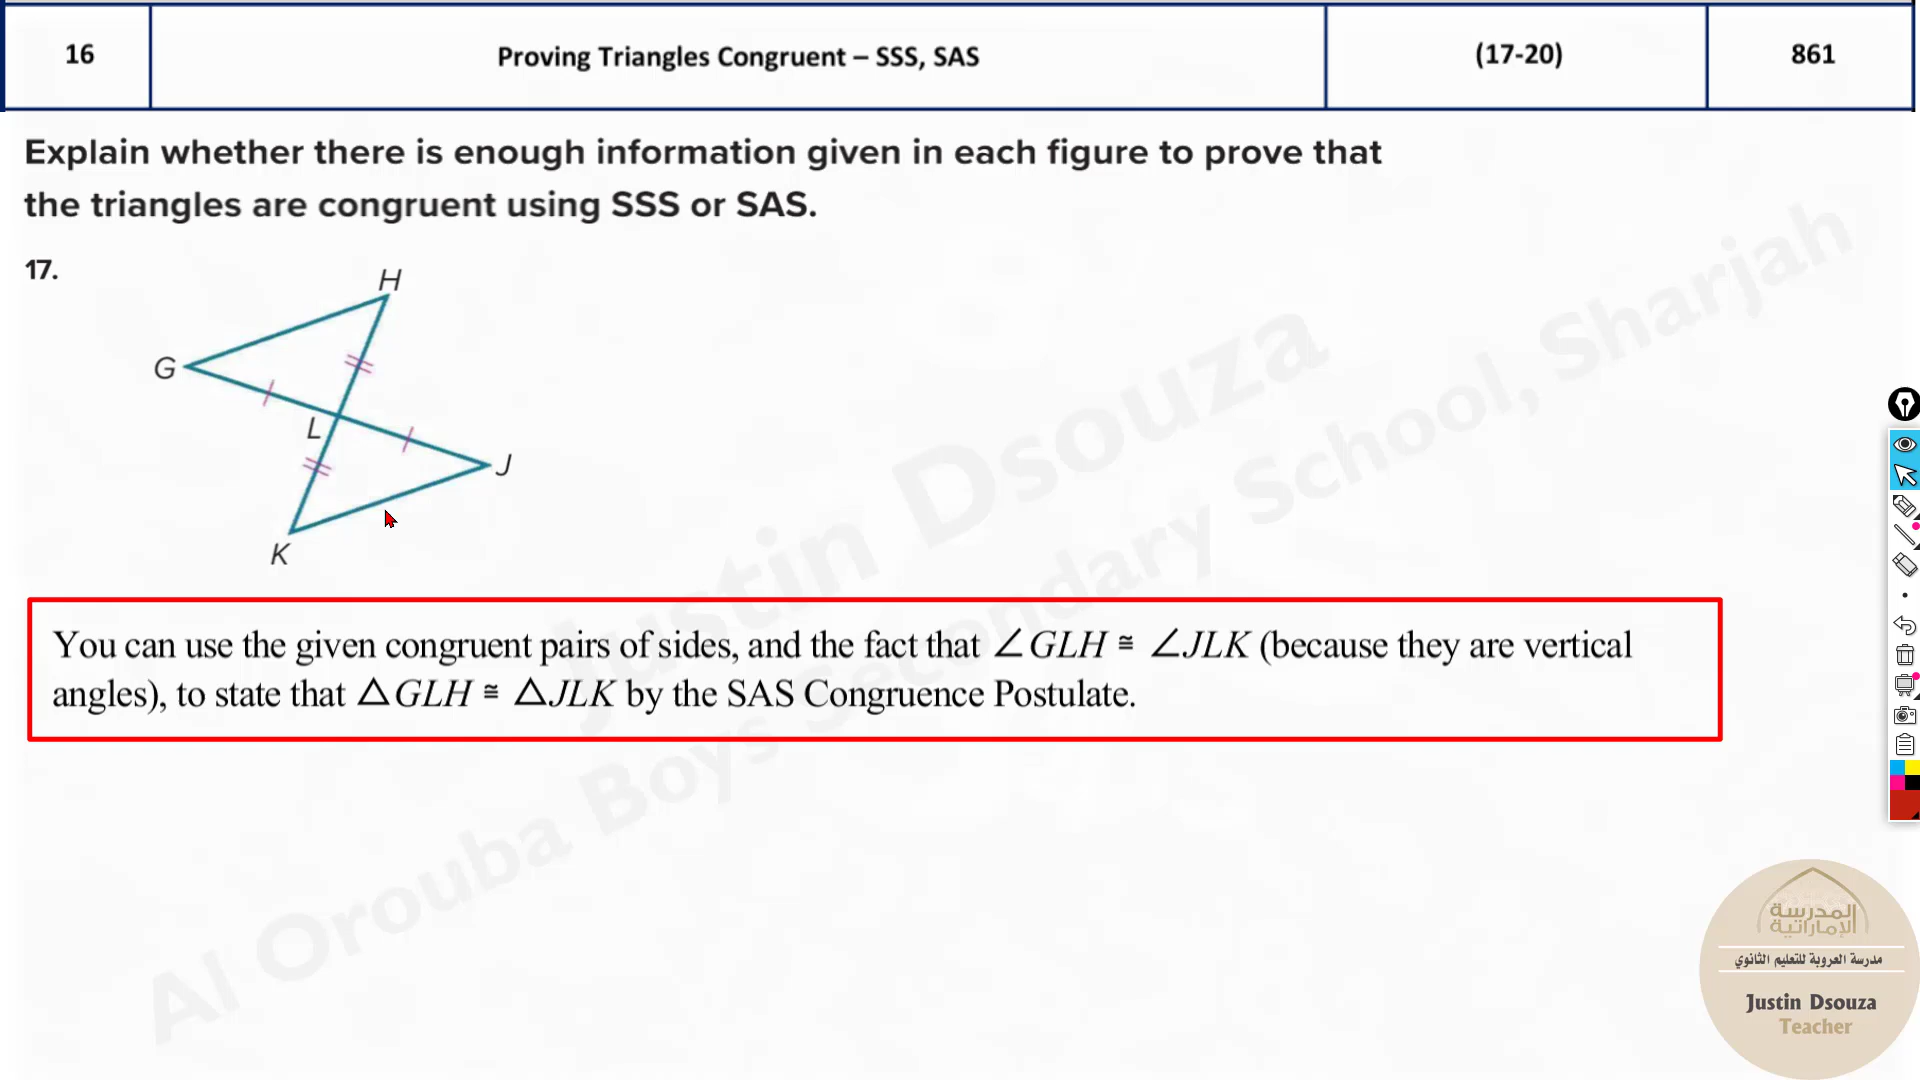 16
Proving Triangles Congruent – SSS, SAS
(17-20)
861
Explain whether there is enough information given in each figure to prove that
the triangles are congruent using SSS or SAS.
17.
H
G
L
J
K
You can use the given congruent pairs of sides, and the fact that ∠GLH ≅ ∠JLK (because they are vertical
angles), to state that △GLH ≅ △JLK by the SAS Congruence Postulate.
Justin Dsouza
Al Orouba Boys Secondary School, Sharjah
المدرسة
الإماراتية
مدرسة العروبة للتعليم الثانوي
Justin Dsouza
Teacher